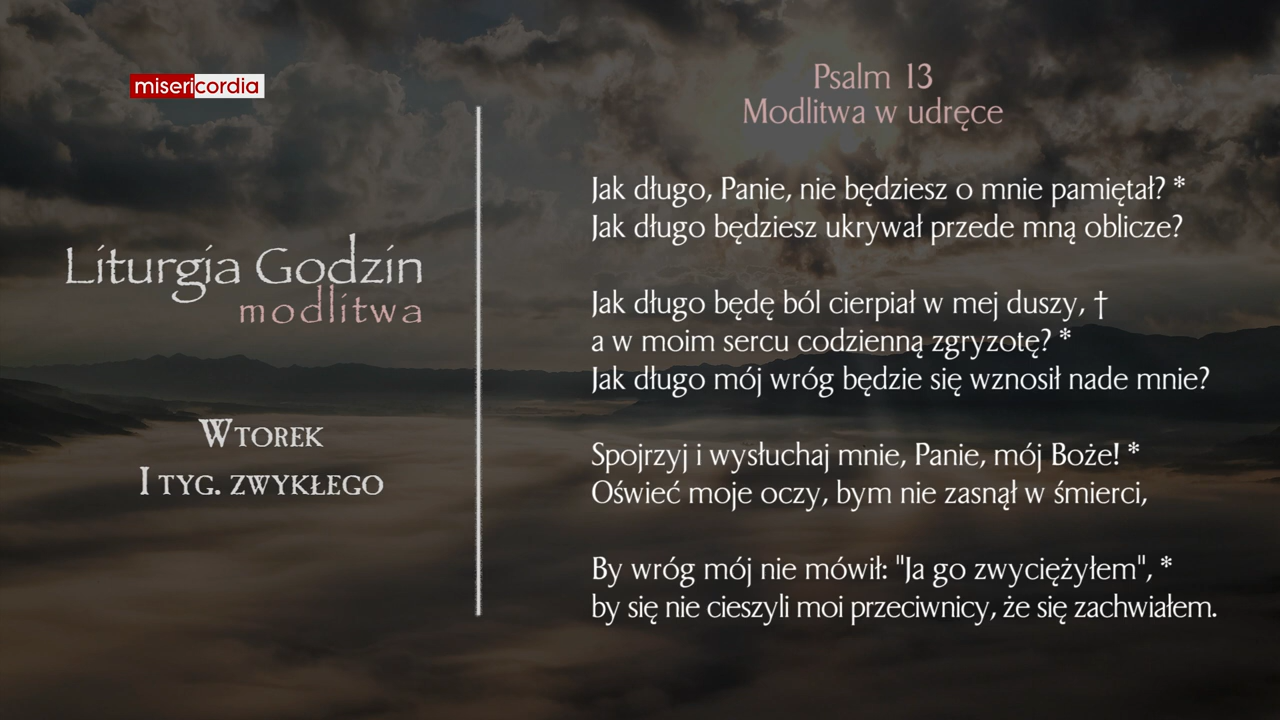 misericordia
Liturgia Godzin
modlitwa
Wtorek
I tyg. zwykłego
Psalm 13
Modlitwa w udręce
Jak długo, Panie, nie będziesz o mnie pamiętał? *
Jak długo będziesz ukrywał przede mną oblicze?
Jak długo będę ból cierpiał w mej duszy, †
a w moim sercu codzienną zgryzotę? *
Jak długo mój wróg będzie się wznosił nade mnie?
Spojrzyj i wysłuchaj mnie, Panie, mój Boże! *
Oświeć moje oczy, bym nie zasnął w śmierci,
By wróg mój nie mówił: "Ja go zwyciężyłem", *
by się nie cieszyli moi przeciwnicy, że się zachwiałem.